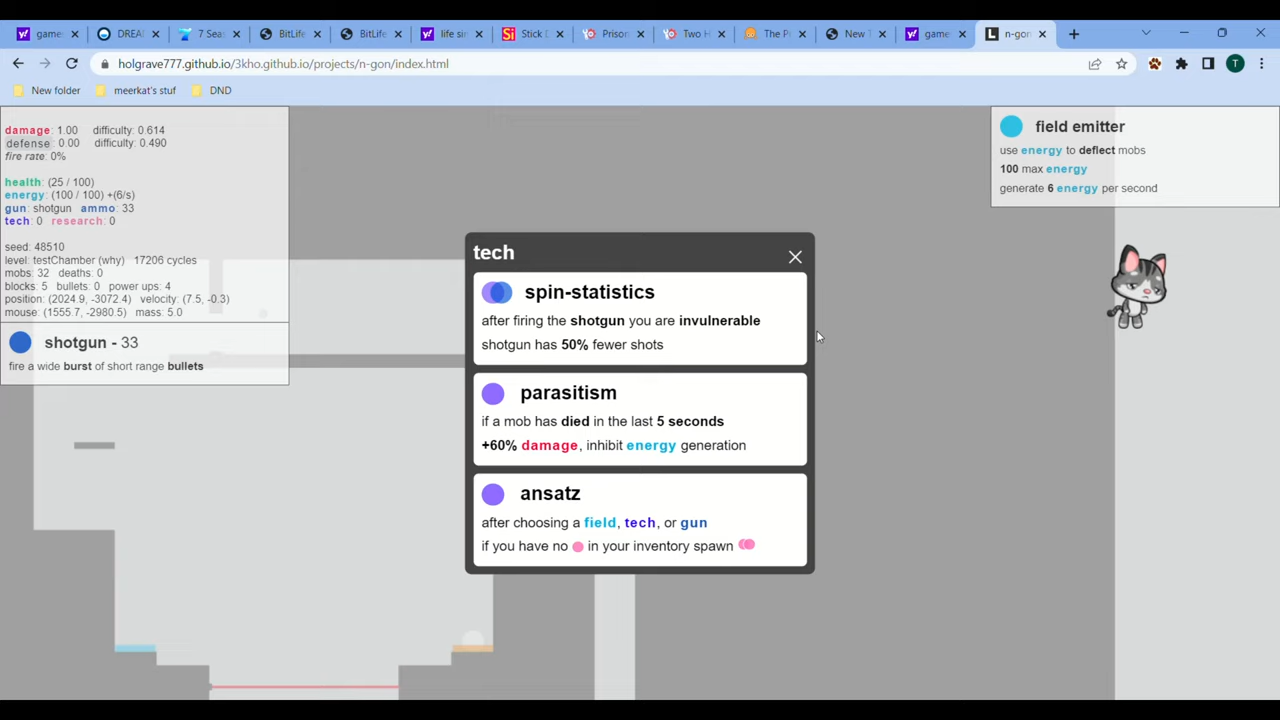 games
DREA
7 Sea
BitLife
BitLife
life sin
Stick D
Prison
Two H
The P
New T
game
n-gon
holgrave777.github.io/3kho.github.io/projects/n-gon/index.html
T
New folder
meerkat's stuf
DND
damage: 1.00 difficulty: 0.614
defense: 0.00 difficulty: 0.490
fire rate: 0%
health: (25 / 100)
energy: (100 / 100) +(6/s)
gun: shotgun ammo: 33
tech: 0 research: 0
seed: 48510
level: testChamber (why) 17206 cycles
mobs: 32 deaths: 0
blocks: 5 bullets: 0 power ups: 4
position: (2024.9, -3072.4) velocity: (7.5, -0.3)
mouse: (1555.7, -2980.5) mass: 5.0
shotgun - 33
fire a wide burst of short range bullets
tech
spin-statistics
after firing the shotgun you are invulnerable
shotgun has 50% fewer shots
parasitism
if a mob has died in the last 5 seconds
+60% damage, inhibit energy generation
ansatz
after choosing a field, tech, or gun
if you have no in your inventory spawn
field emitter
use energy to deflect mobs
100 max energy
generate 6 energy per second